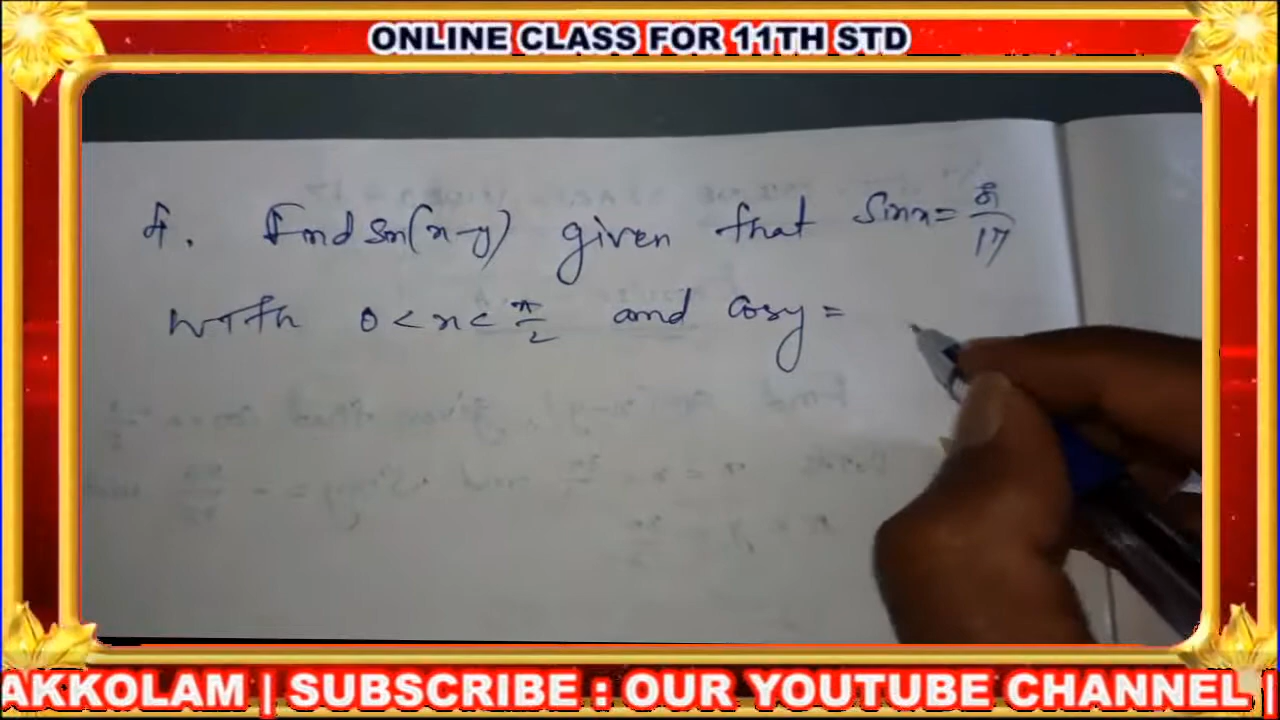 ONLINE CLASS FOR 11TH STD
4. Find sin(x-y) given that Sinx = 8/17
with 0 < x < π/2 and Cosy =
AKKOLAM | SUBSCRIBE : OUR YOUTUBE CHANNEL |